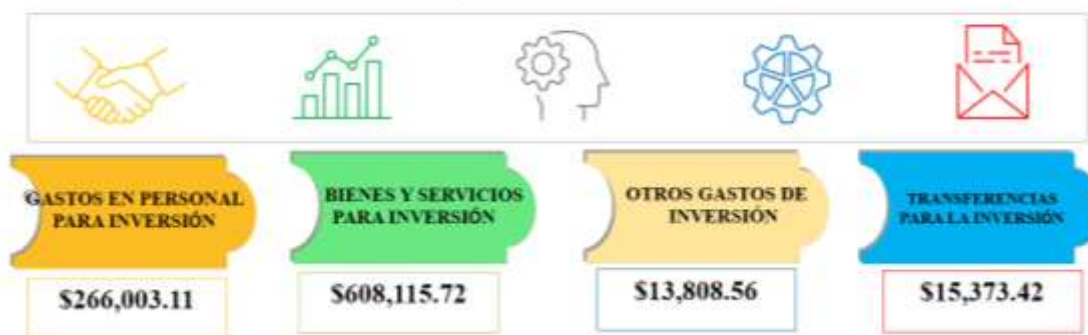 GASTOS EN PERSONAL
PARA INVERSIÓN
BIENES Y SERVICIOS
PARA INVERSIÓN
OTROS GASTOS DE
INVERSIÓN
TRANSFERENCIAS
PARA LA INVERSIÓN
$266,003.11
$608,115.72
$13,808.56
$15,373.42